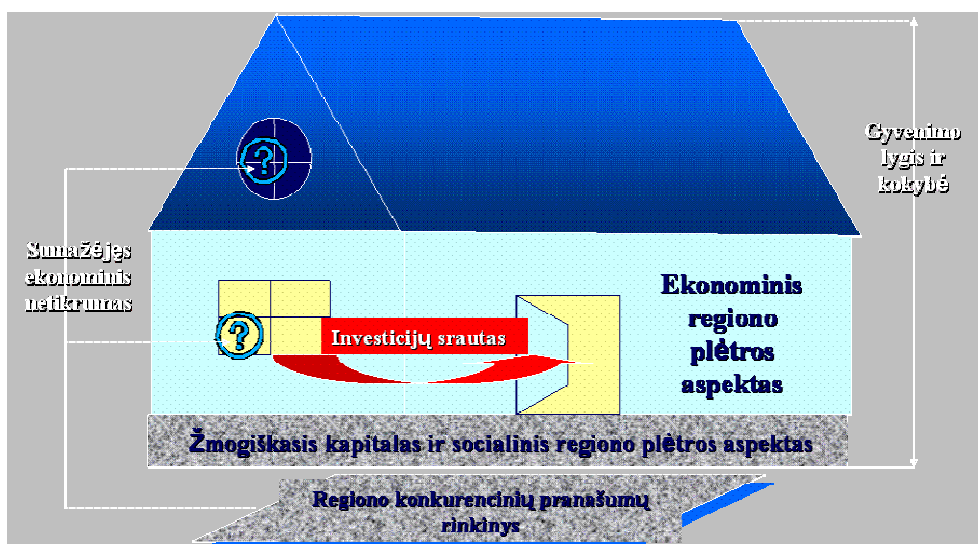 Gyvenimo
lygis ir
kokybė
?
Sumažėjęs
ekonominis
netikrumas
Ekonominis
regiono
plėtros
aspektas
?
Investicijų srautas
Žmogiškasis kapitalas ir socialinis regiono plėtros aspektas
Regiono konkurencinių pranašumų
rinkinys